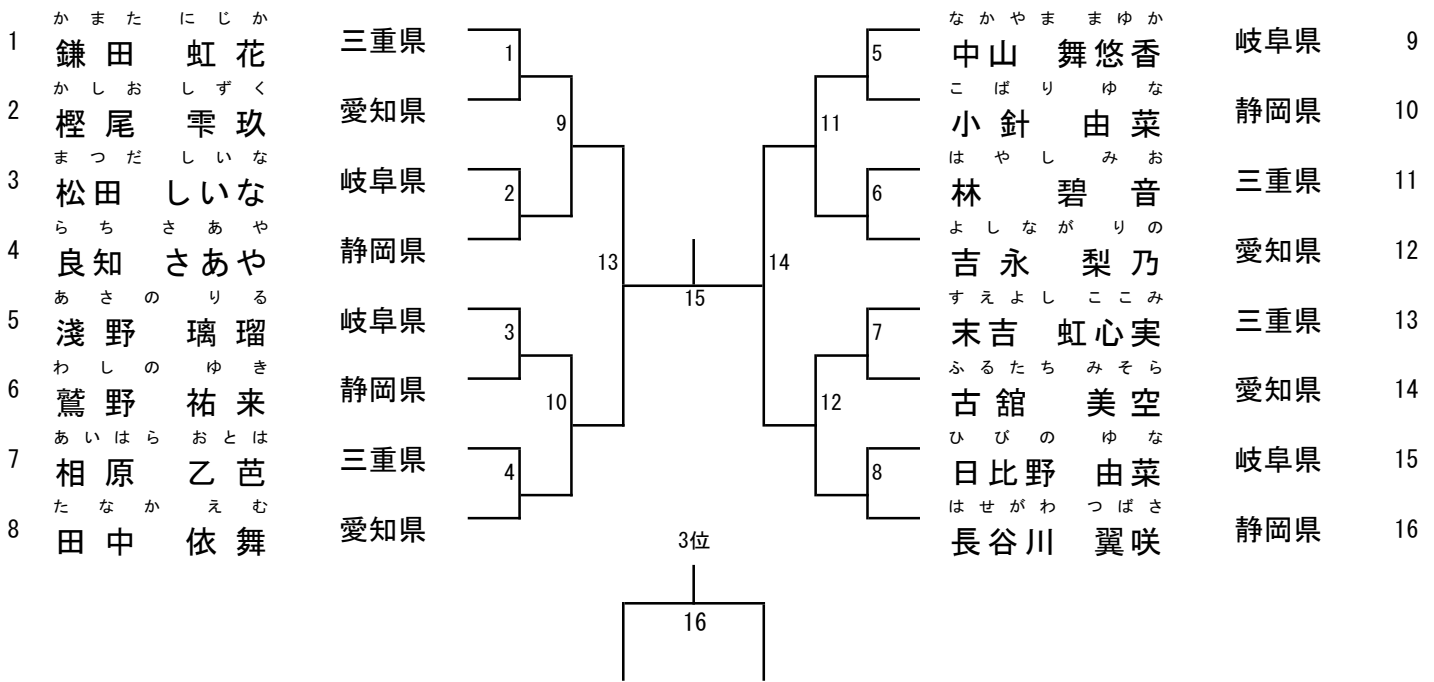 かまた にじか
1 鎌田 虹花 三重県
かしお しずく
2 樫尾 雫玖 愛知県
まつだ しいな
3 松田 しいな 岐阜県
らち さあや
4 良知 さあや 静岡県
あさの りる
5 淺野 璃瑠 岐阜県
わしの ゆき
6 鷲野 祐来 静岡県
あいはら おとは
7 相原 乙芭 三重県
たなか えむ
8 田中 依舞 愛知県
1
2
3
4
9
10
13
15
14
11
12
5
6
7
8
なかやま まゆか
中山 舞悠香 岐阜県 9
こばり ゆな
小針 由菜 静岡県 10
はやし みお
林 碧音 三重県 11
よしなが りの
吉永 梨乃 愛知県 12
すえよし ここみ
末吉 虹心実 三重県 13
ふるたち みそら
古舘 美空 愛知県 14
ひびの ゆな
日比野 由菜 岐阜県 15
はせがわ つばさ
長谷川 翼咲 静岡県 16
3位
16